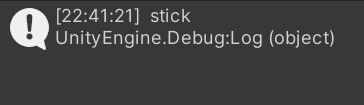 [22:41:21] stick
UnityEngine.Debug:Log (object)